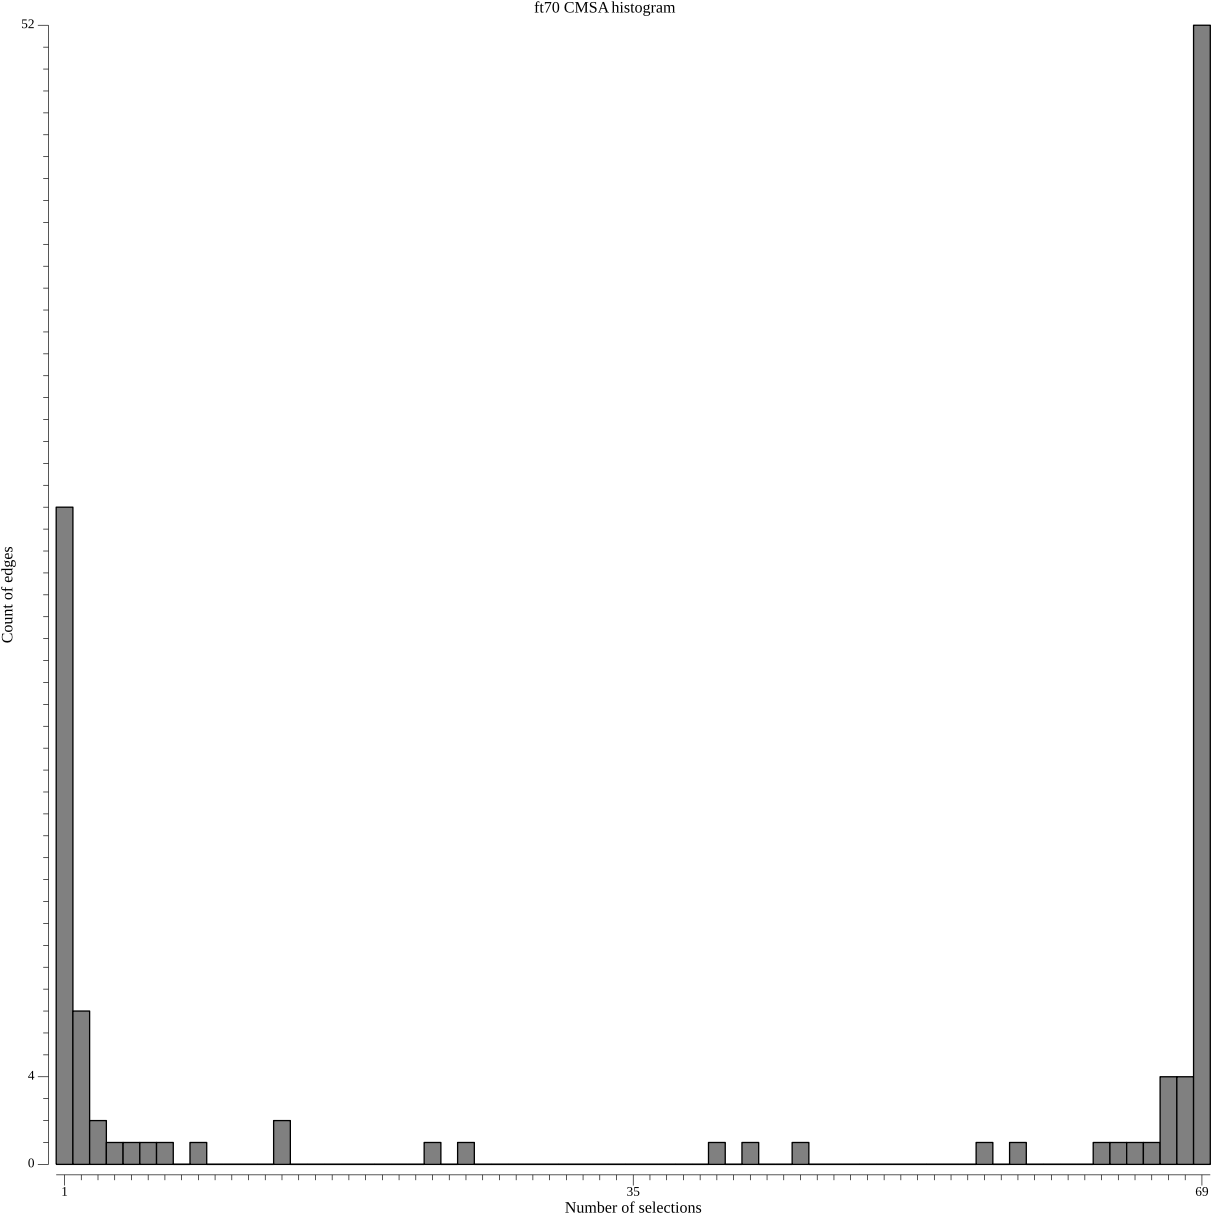 ft70 CMSA histogram
52
Count of edges
4
0
1 35 69
Number of selections